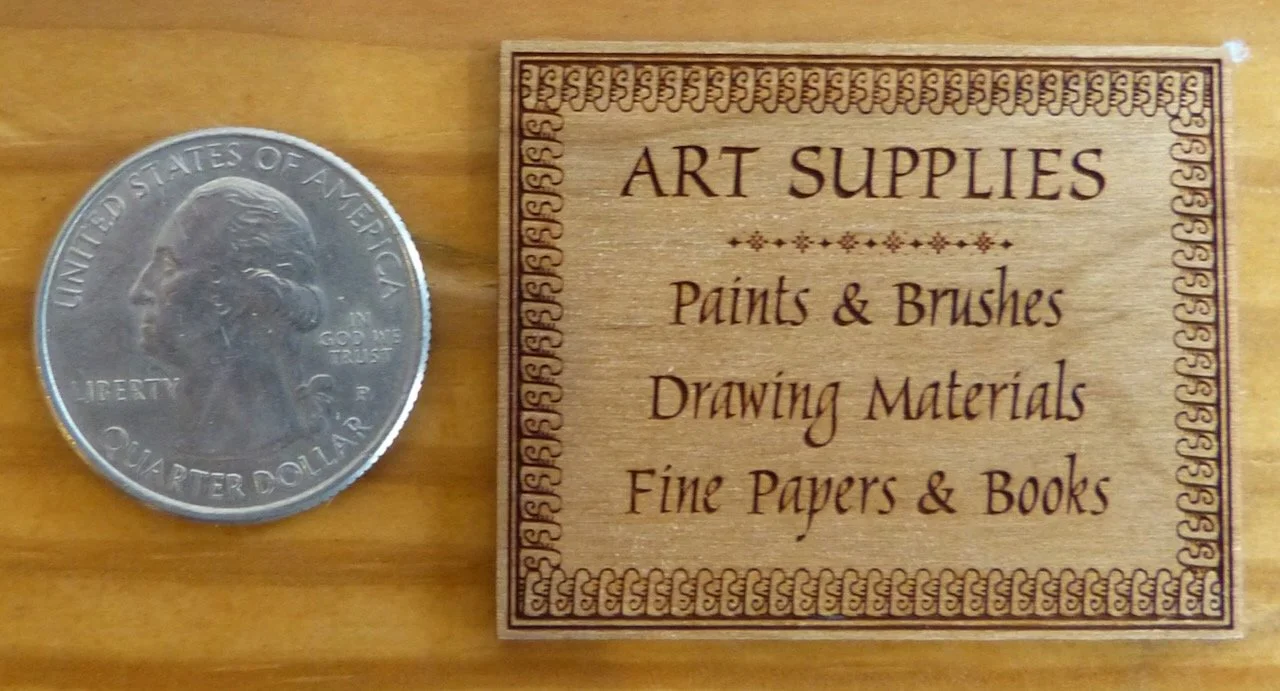 UNITED STATES OF AMERICA
IN
GOD WE
TRUST
LIBERTY
P
QUARTER DOLLAR
ART SUPPLIES
Paints & Brushes
Drawing Materials
Fine Papers & Books